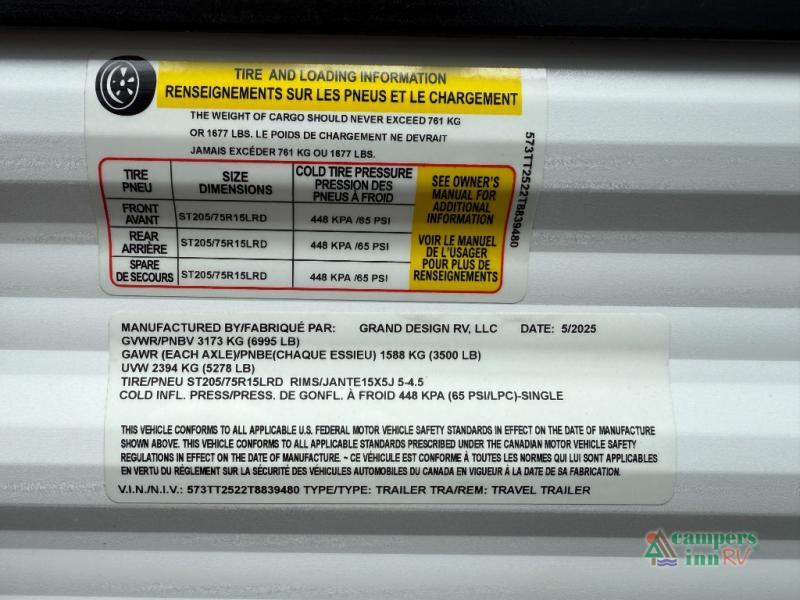 TIRE AND LOADING INFORMATION
RENSEIGNEMENTS SUR LES PNEUS ET LE CHARGEMENT
THE WEIGHT OF CARGO SHOULD NEVER EXCEED 761 KG
OR 1677 LBS. LE POIDS DE CHARGEMENT NE DEVRAIT
JAMAIS EXCÉDER 761 KG OU 1677 LBS.
TIRE
PNEU
SIZE
DIMENSIONS
COLD TIRE PRESSURE
PRESSION DES
PNEUS À FROID
FRONT
AVANT
ST205/75R15LRD
448 KPA /65 PSI
REAR
ARRIÈRE
ST205/75R15LRD
448 KPA /65 PSI
SPARE
DE SECOURS
ST205/75R15LRD
448 KPA /65 PSI
SEE OWNER'S
MANUAL FOR
ADDITIONAL
INFORMATION
VOIR LE MANUEL
DE L'USAGER
POUR PLUS DE
RENSEIGNEMENTS
573TT2522T8839480
MANUFACTURED BY/FABRIQUÉ PAR: GRAND DESIGN RV, LLC DATE: 5/2025
GVWR/PNBV 3173 KG (6995 LB)
GAWR (EACH AXLE)/PNBE(CHAQUE ESSIEU) 1588 KG (3500 LB)
UVW 2394 KG (5278 LB)
TIRE/PNEU ST205/75R15LRD RIMS/JANTE15X5J 5-4.5
COLD INFL. PRESS/PRESS. DE GONFL. À FROID 448 KPA (65 PSI/LPC)-SINGLE
THIS VEHICLE CONFORMS TO ALL APPLICABLE U.S. FEDERAL MOTOR VEHICLE SAFETY STANDARDS IN EFFECT ON THE DATE OF MANUFACTURE
SHOWN ABOVE. THIS VEHICLE CONFORMS TO ALL APPLICABLE STANDARDS PRESCRIBED UNDER THE CANADIAN MOTOR VEHICLE SAFETY
REGULATIONS IN EFFECT ON THE DATE OF MANUFACTURE. ~ CE VÉHICULE EST CONFORME À TOUTES LES NORMES QUI LUI SONT APPLICABLES
EN VERTU DU RÉGLEMENT SUR LA SÉCURITÉ DES VÉHICULES AUTOMOBILES DU CANADA EN VIGUEUR À LA DATE DE SA FABRICATION.
V.I.N./N.I.V.: 573TT2522T8839480 TYPE/TYPE: TRAILER TRA/REM: TRAVEL TRAILER
campers
inn RV